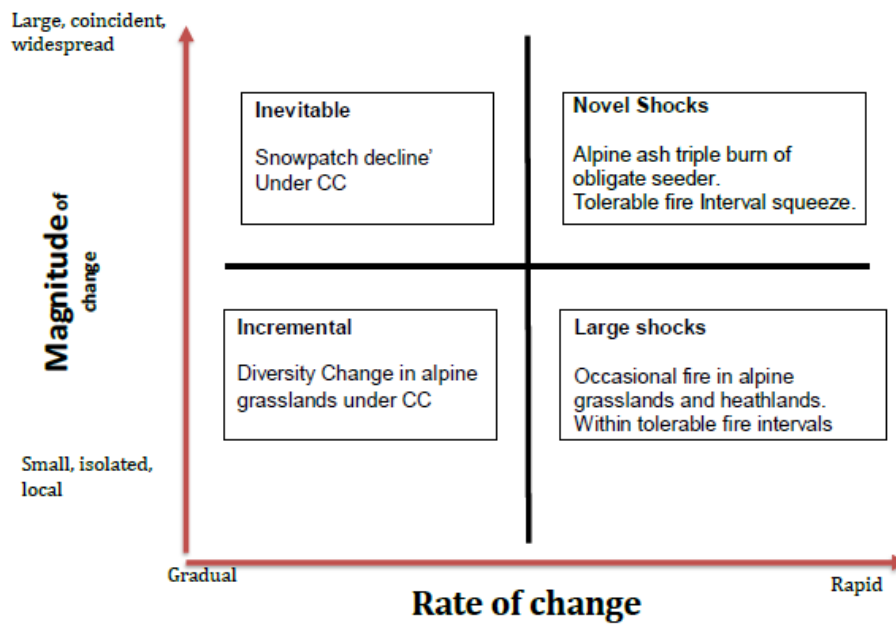 Large, coincident,
widespread
Inevitable
Snowpatch decline’
Under CC
Novel Shocks
Alpine ash triple burn of
obligate seeder.
Tolerable fire Interval squeeze.
Magnitude of
change
Incremental
Diversity Change in alpine
grasslands under CC
Large shocks
Occasional fire in alpine
grasslands and heathlands.
Within tolerable fire intervals
Small, isolated,
local
Gradual
Rapid
Rate of change